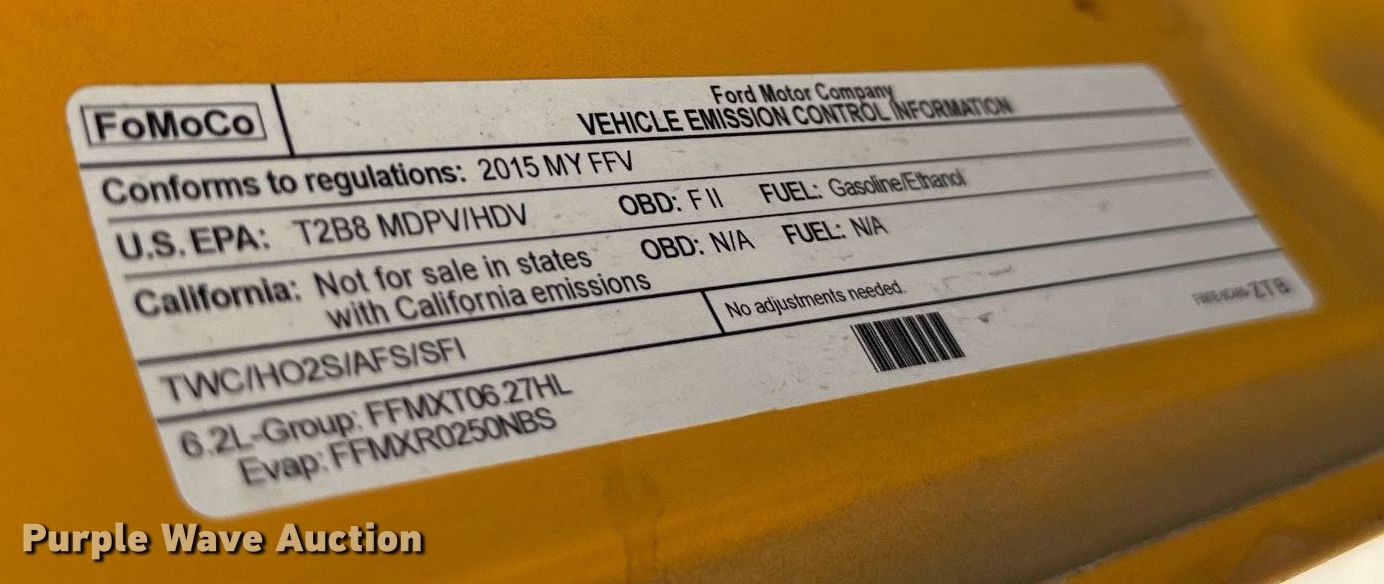 FoMoCo
Ford Motor Company
VEHICLE EMISSION CONTROL INFORMATION
Conforms to regulations: 2015 MY FFV
U.S. EPA: T2B8 MDPV/HDV OBD: F II FUEL: Gasoline/Ethanol
California: Not for sale in states OBD: N/A FUEL: N/A
with California emissions
TWC/HO2S/AFS/SFI
No adjustments needed.
6.2L-Group: FFMXT06.27HL
Evap: FFMXR0250NBS
ZTB
Purple Wave Auction